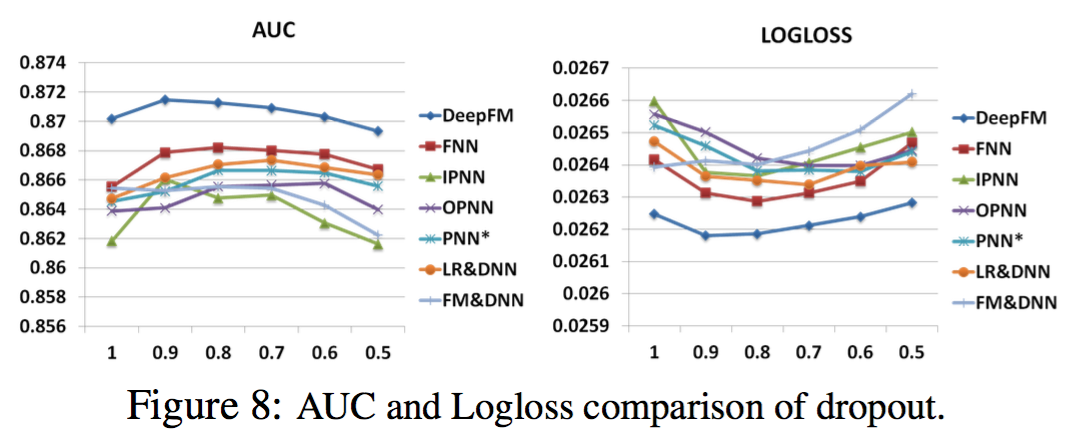 AUC
0.874
0.872
0.87
0.868
0.866
0.864
0.862
0.86
0.858
0.856
1 0.9 0.8 0.7 0.6 0.5
DeepFM
FNN
IPNN
OPNN
PNN*
LR&DNN
FM&DNN
LOGLOSS
0.0267
0.0266
0.0265
0.0264
0.0263
0.0262
0.0261
0.026
0.0259
1 0.9 0.8 0.7 0.6 0.5
DeepFM
FNN
IPNN
OPNN
PNN*
LR&DNN
FM&DNN
Figure 8: AUC and Logloss comparison of dropout.